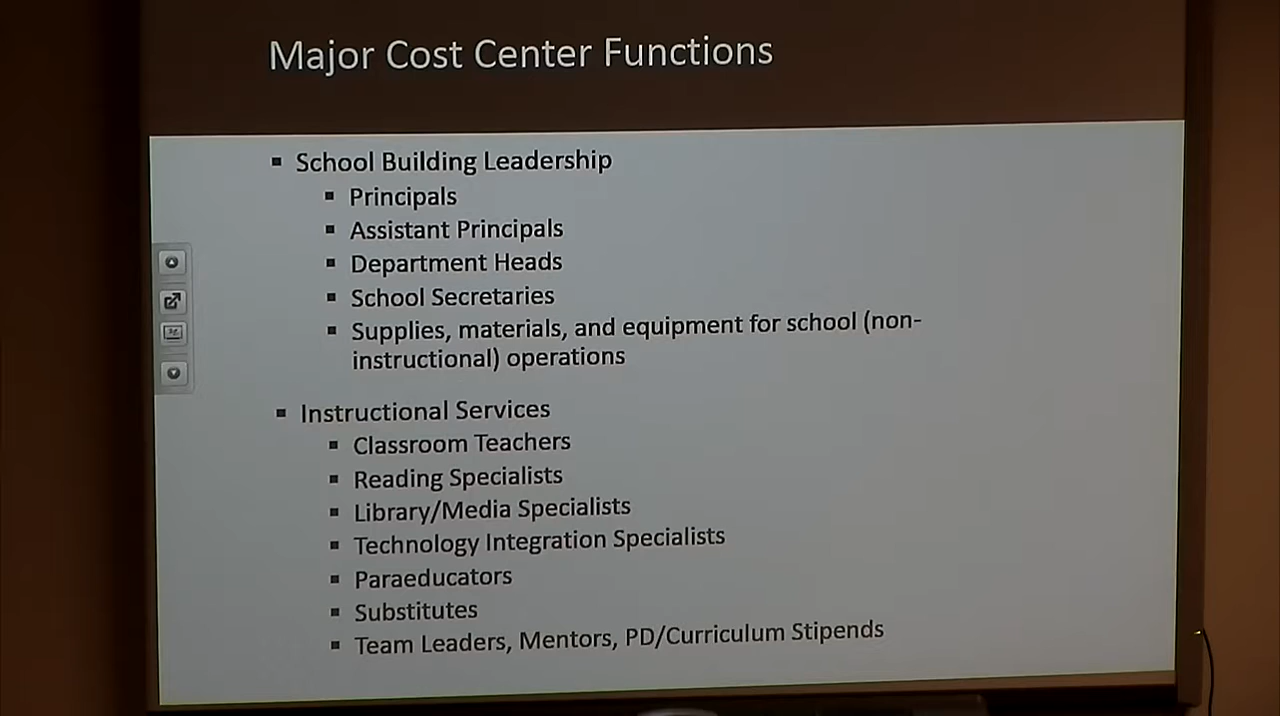 Major Cost Center Functions
▪ School Building Leadership
▪ Principals
▪ Assistant Principals
▪ Department Heads
▪ School Secretaries
▪ Supplies, materials, and equipment for school (non-
instructional) operations
▪ Instructional Services
▪ Classroom Teachers
▪ Reading Specialists
▪ Library/Media Specialists
▪ Technology Integration Specialists
▪ Paraeducators
▪ Substitutes
▪ Team Leaders, Mentors, PD/Curriculum Stipends